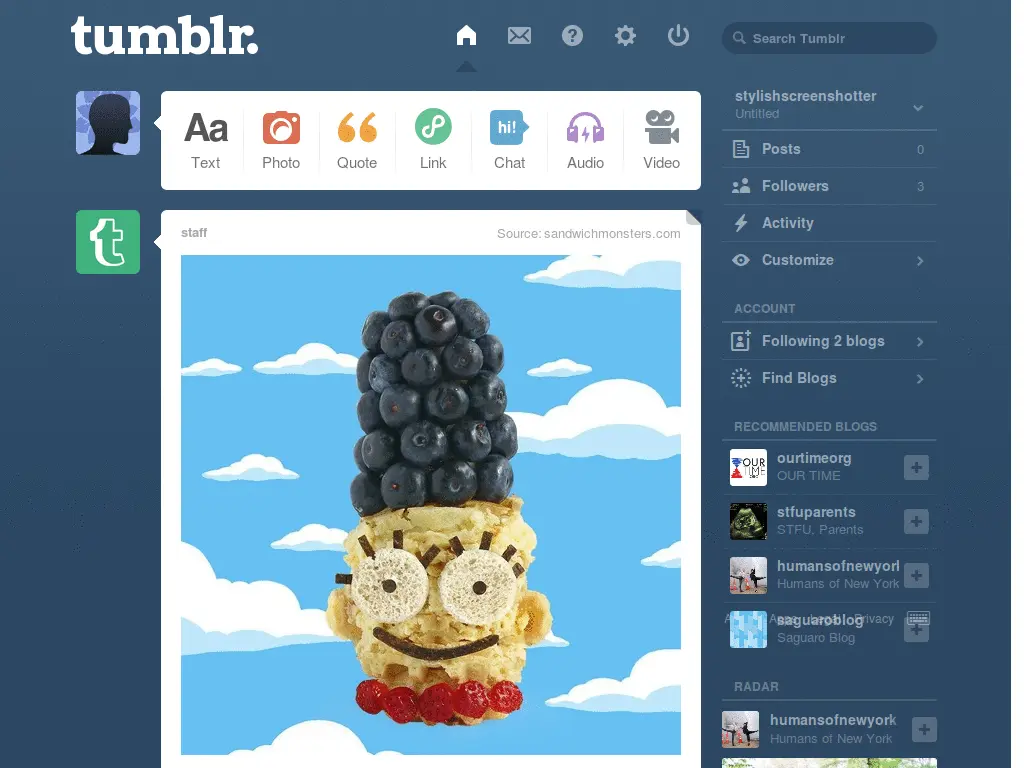 tumblr.
Search Tumblr
Aa
Text
Photo
Quote
Link
hi!
Chat
Audio
Video
staff
Source: sandwichmonsters.com
stylishscreenshotter
Untitled
Posts 0
Followers 3
Activity
Customize
ACCOUNT
Following 2 blogs
Find Blogs
RECOMMENDED BLOGS
OUR
TIME
ourtimeorg
OUR TIME
stfuparents
STFU, Parents
humansofnewyorl
Humans of New York
saguaroblog
Privacy
Saguaro Blog
RADAR
humansofnewyork
Humans of New York